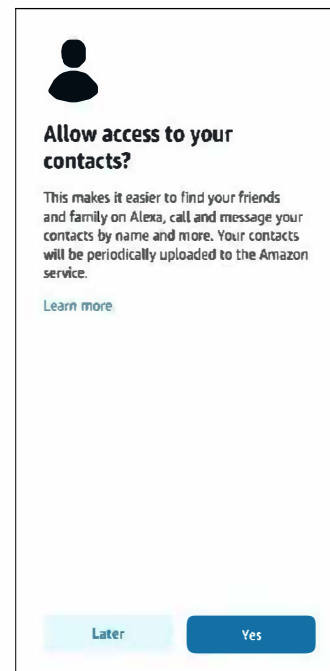 Allow access to your
contacts?
This makes it easier to find your friends
and family on Alexa, call and message your
contacts by name and more. Your contacts
will be periodically uploaded to the Amazon
service.
Learn more
Later
Yes